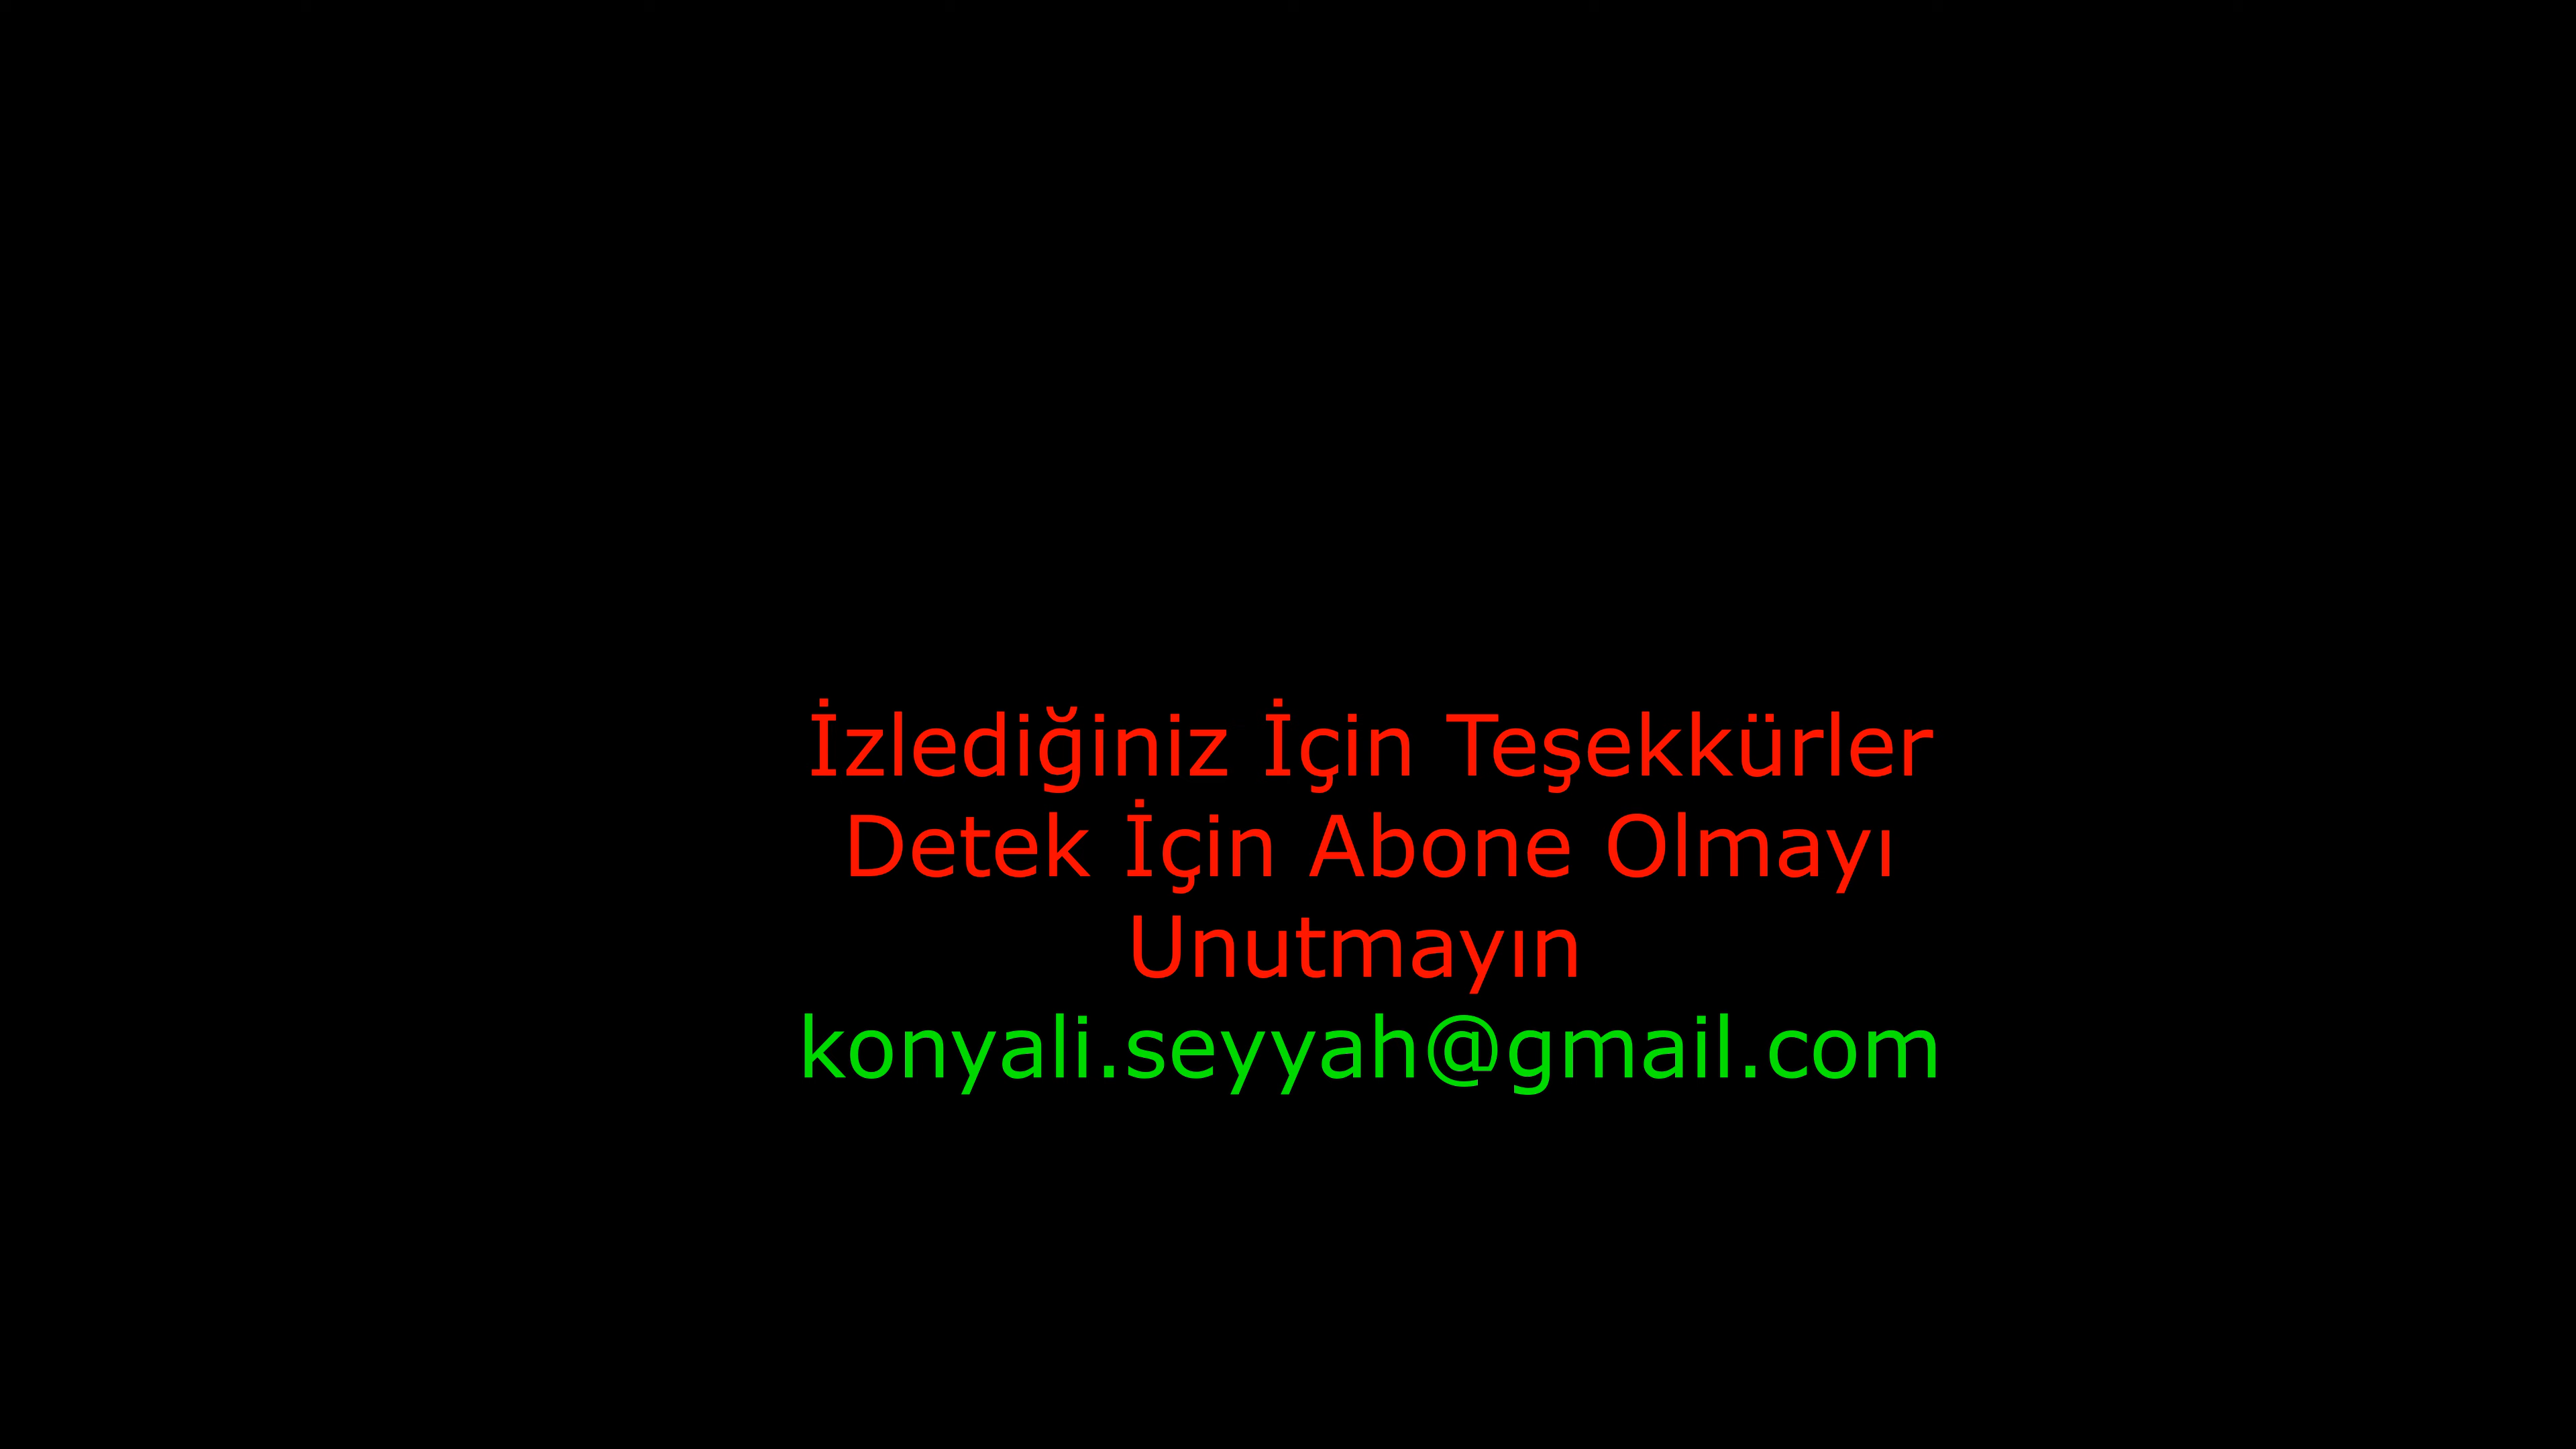 İzlediğiniz İçin Teşekkürler
Detek İçin Abone Olmayı
Unutmayın
konyali.seyyah@gmail.com